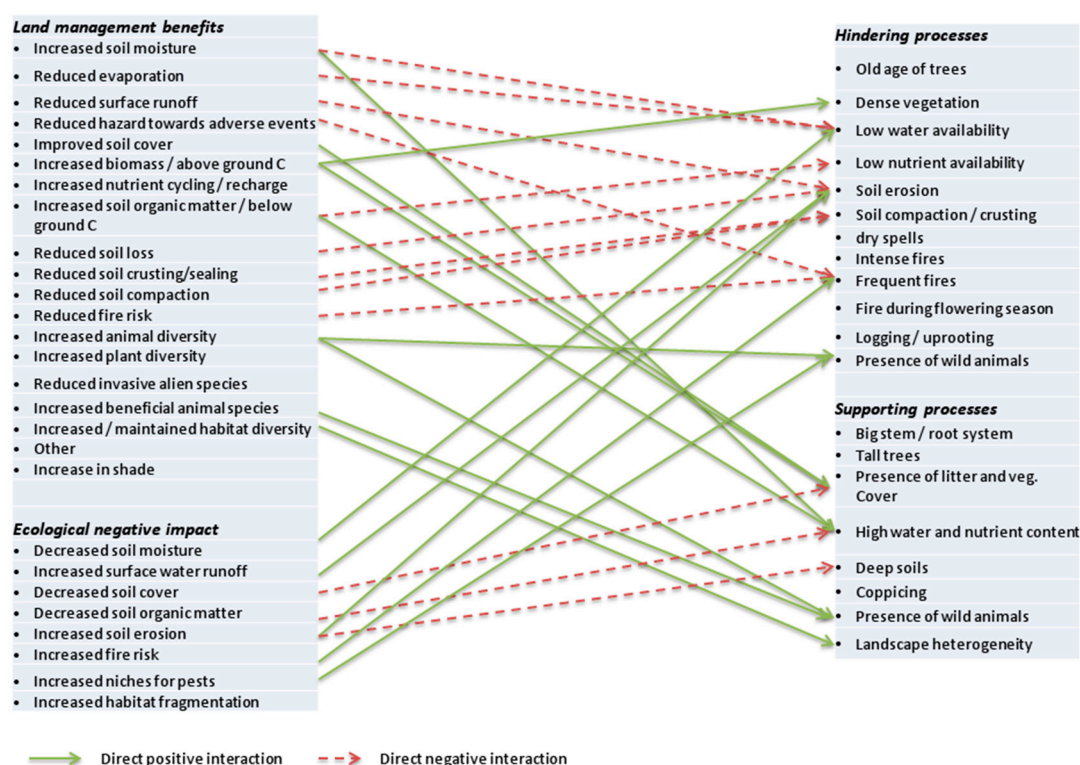 Land management benefits
• Increased soil moisture
• Reduced evaporation
• Reduced surface runoff
• Reduced hazard towards adverse events
• Improved soil cover
• Increased biomass / above ground C
• Increased nutrient cycling / recharge
• Increased soil organic matter / below
ground C
• Reduced soil loss
• Reduced soil crusting/sealing
• Reduced soil compaction
• Reduced fire risk
• Increased animal diversity
• Increased plant diversity
• Reduced invasive alien species
• Increased beneficial animal species
• Increased / maintained habitat diversity
• Other
• Increase in shade
Ecological negative impact
• Decreased soil moisture
• Increased surface water runoff
• Decreased soil cover
• Decreased soil organic matter
• Increased soil erosion
• Increased fire risk
• Increased niches for pests
• Increased habitat fragmentation
Hindering processes
• Old age of trees
• Dense vegetation
• Low water availability
• Low nutrient availability
• Soil erosion
• Soil compaction / crusting
• dry spells
• Intense fires
• Frequent fires
• Fire during flowering season
• Logging / uprooting
• Presence of wild animals
Supporting processes
• Big stem / root system
• Tall trees
• Presence of litter and veg.
Cover
• High water and nutrient content
• Deep soils
• Coppicing
• Presence of wild animals
• Landscape heterogeneity
Direct positive interaction
Direct negative interaction